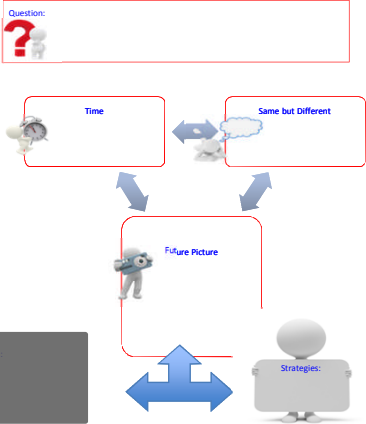 Question:
Time
Same but Different
Future Picture
Strategies: